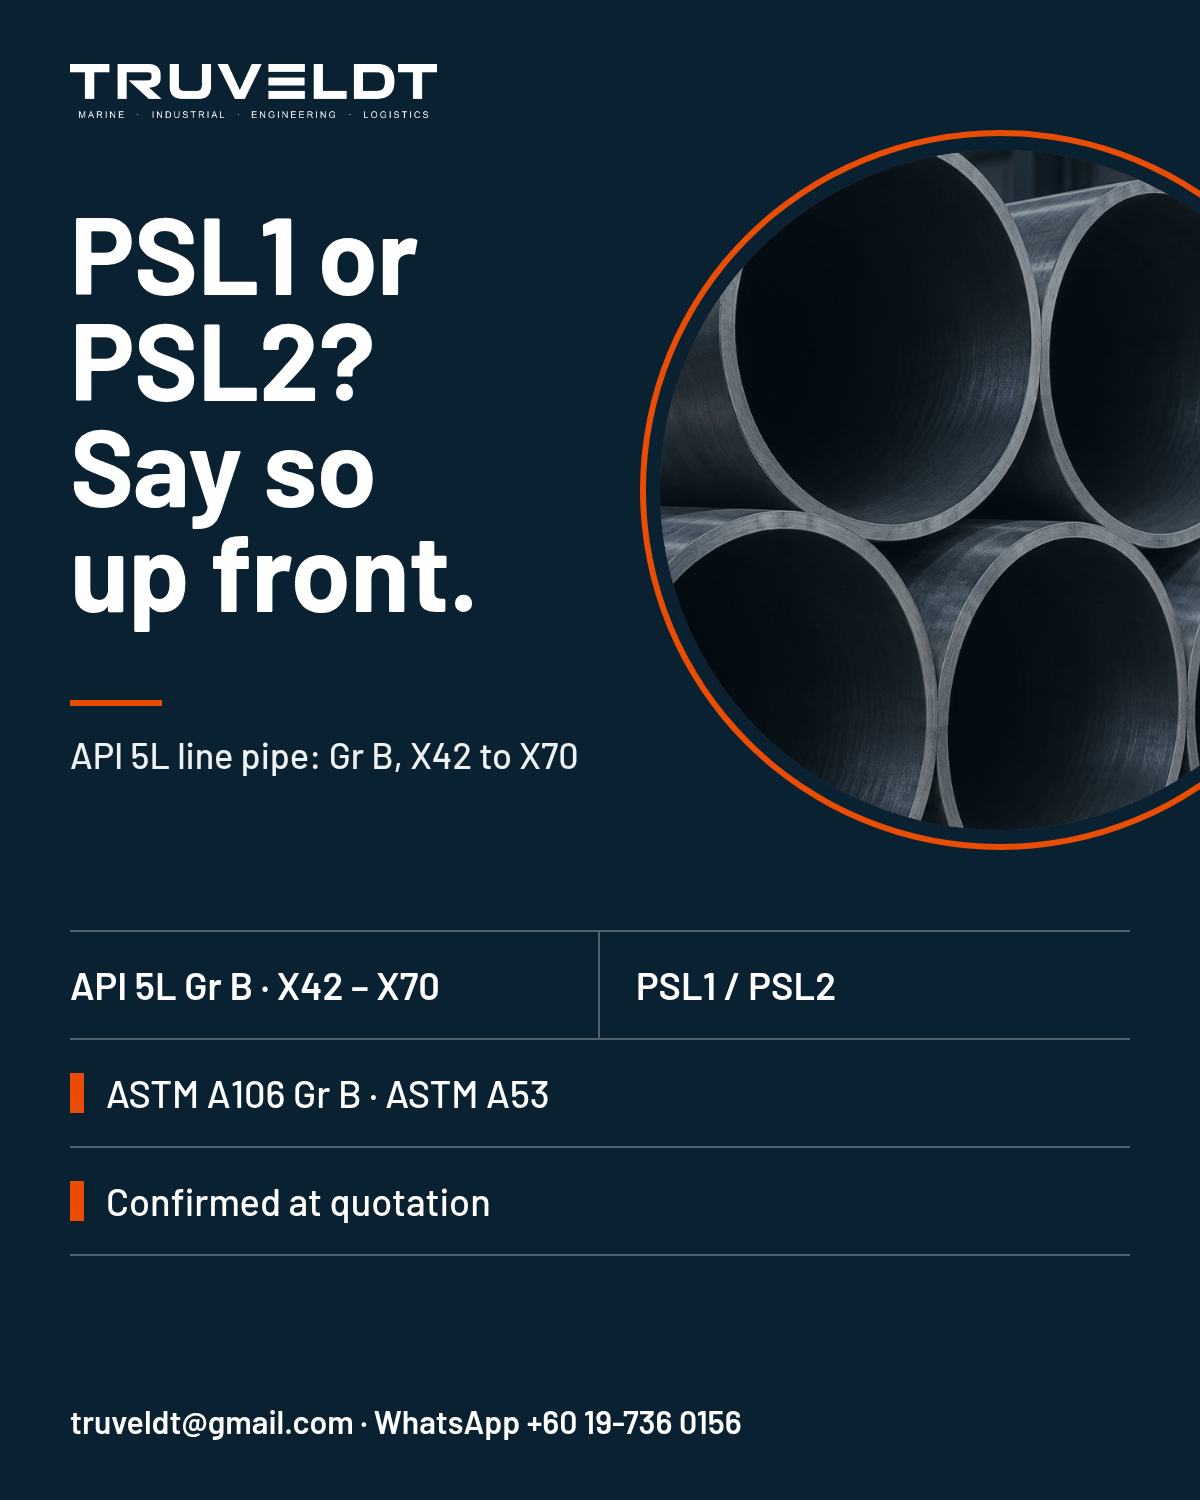 TRUVELDT
MARINE · INDUSTRIAL · ENGINEERING · LOGISTICS
PSL1 or
PSL2?
Say so
up front.
API 5L line pipe: Gr B, X42 to X70
API 5L Gr B · X42 – X70
PSL1 / PSL2
ASTM A106 Gr B · ASTM A53
Confirmed at quotation
truveldt@gmail.com · WhatsApp +60 19-736 0156